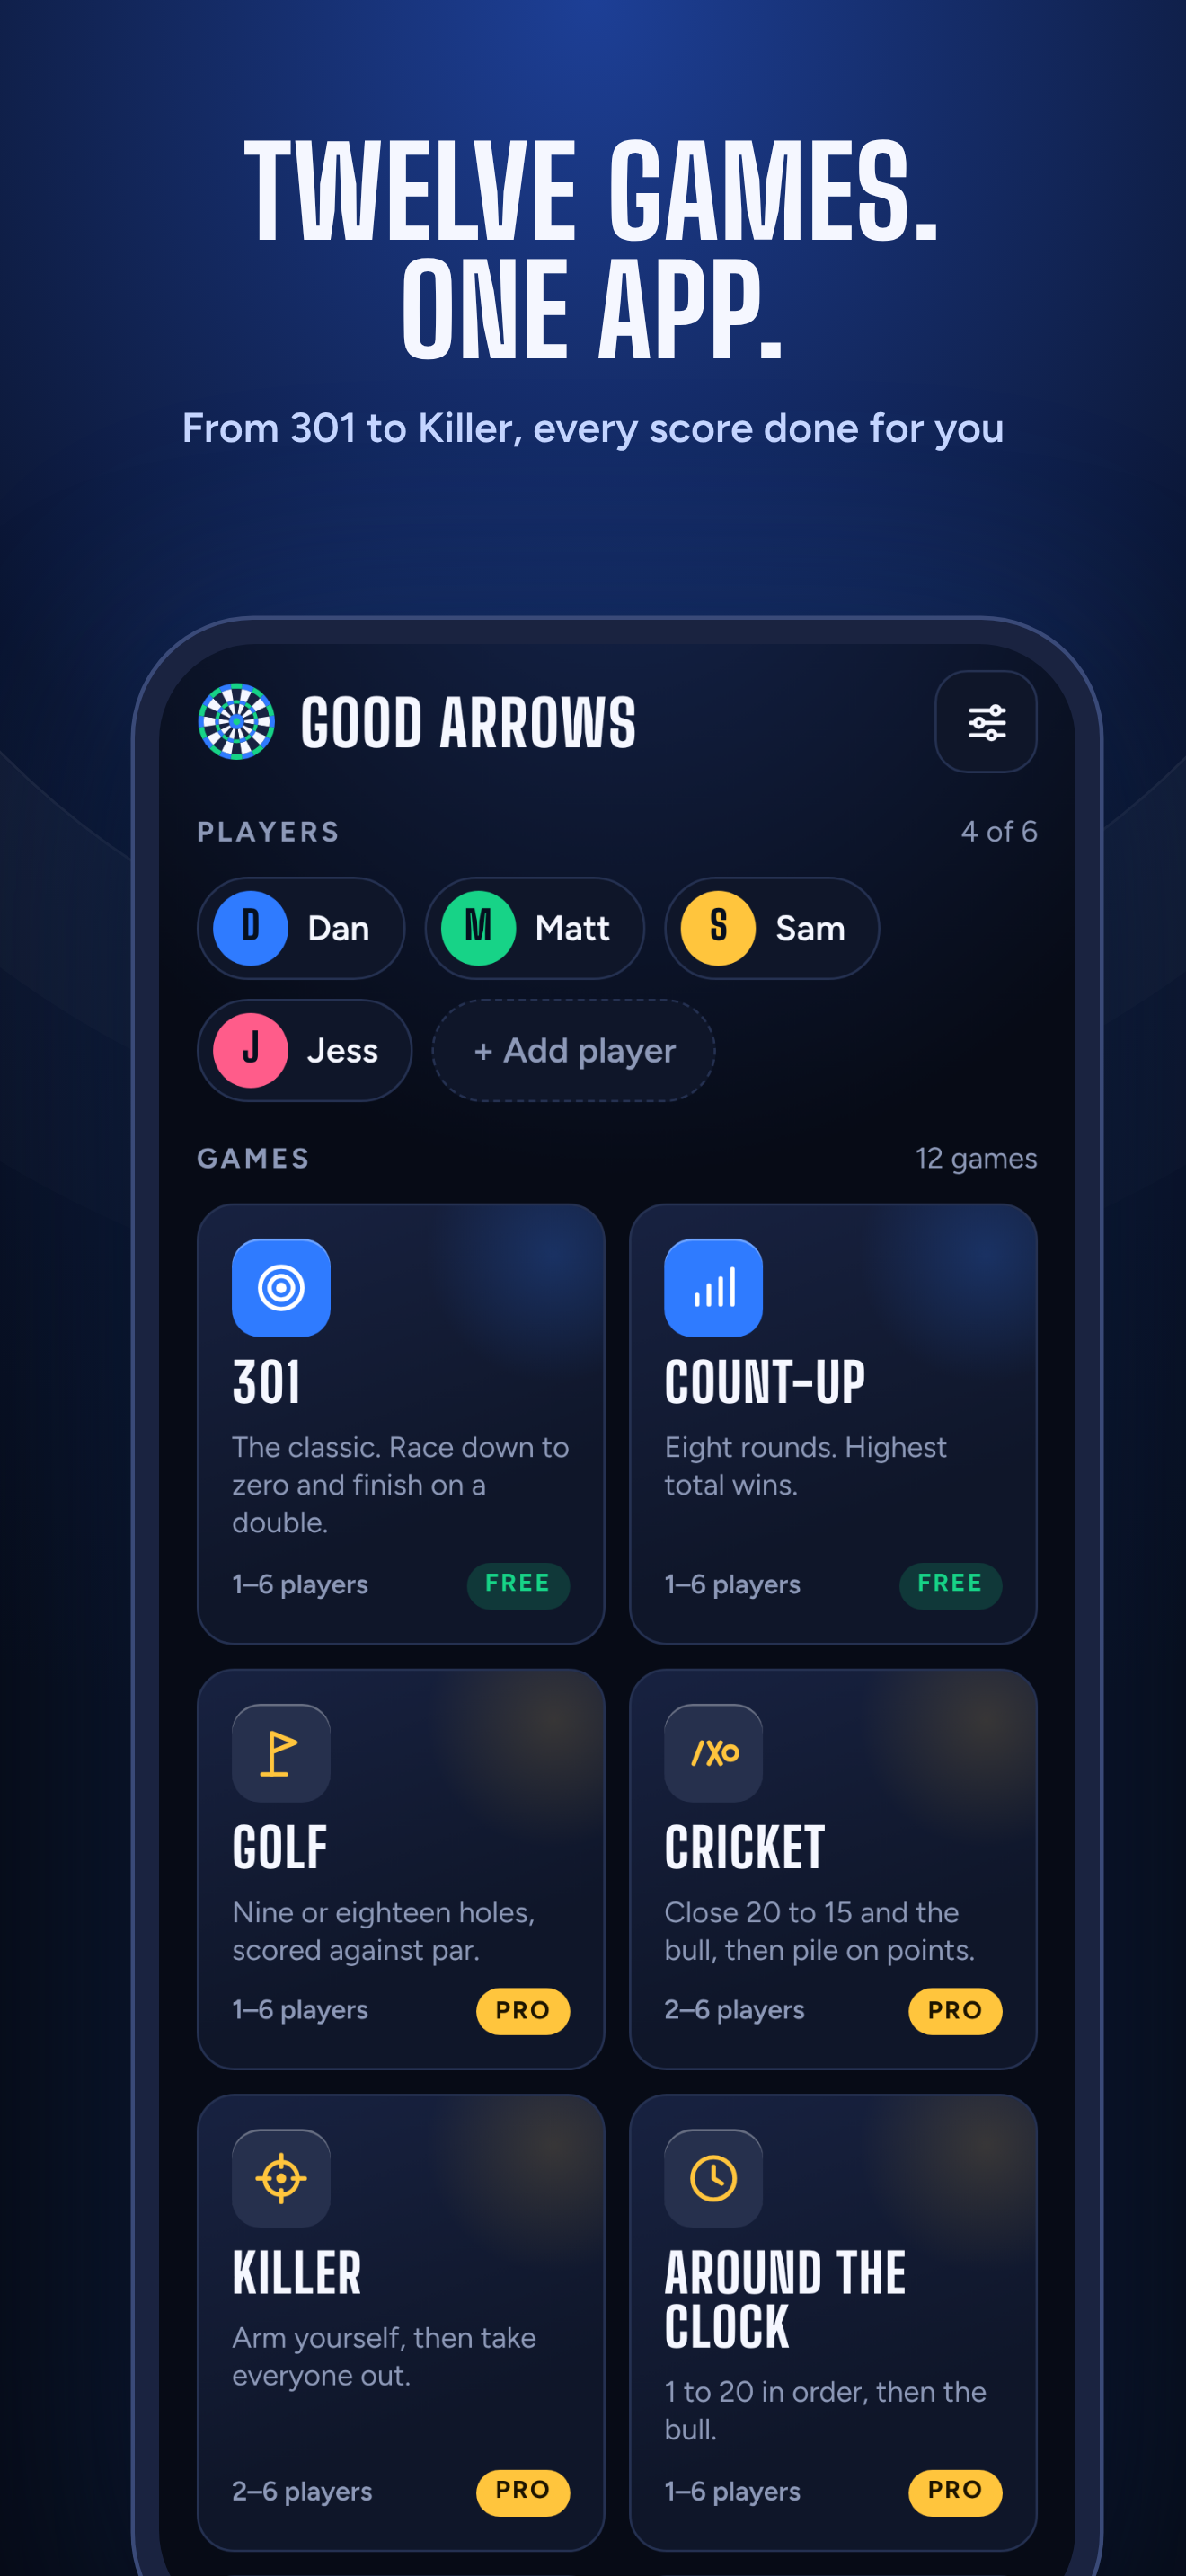 TWELVE GAMES.
ONE APP.
From 301 to Killer, every score done for you
GOOD ARROWS
PLAYERS
4 of 6
D Dan
M Matt
S Sam
J Jess
+ Add player
GAMES
12 games
301
The classic. Race down to
zero and finish on a
double.
1–6 players
FREE
COUNT-UP
Eight rounds. Highest
total wins.
1–6 players
FREE
GOLF
Nine or eighteen holes,
scored against par.
1–6 players
PRO
/XO
CRICKET
Close 20 to 15 and the
bull, then pile on points.
2–6 players
PRO
KILLER
Arm yourself, then take
everyone out.
2–6 players
PRO
AROUND THE
CLOCK
1 to 20 in order, then the
bull.
1–6 players
PRO